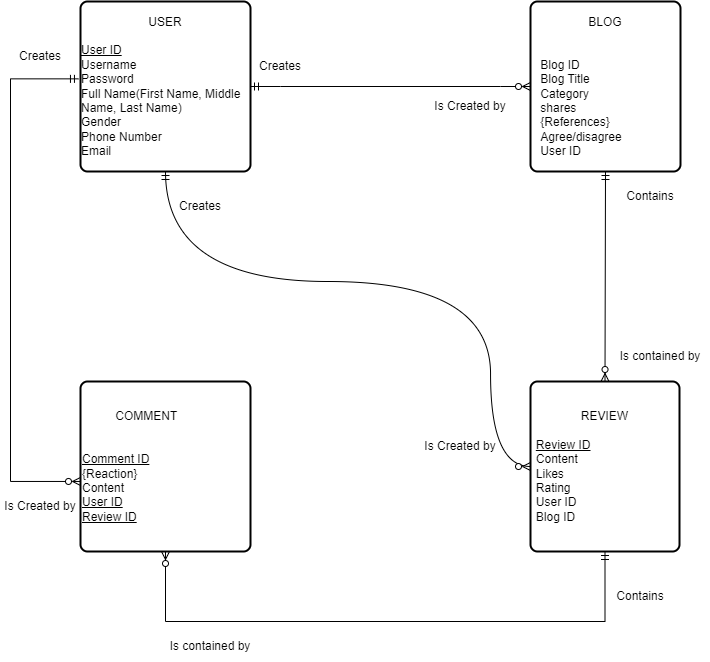 USER
User ID
Username
Password
Full Name(First Name, Middle
Name, Last Name)
Gender
Phone Number
Email
BLOG
Blog ID
Blog Title
Category
shares
{References}
Agree/disagree
User ID
Creates
Creates
Is Created by
Creates
Contains
Is contained by
COMMENT
Comment ID
{Reaction}
Content
User ID
Review ID
REVIEW
Review ID
Content
Likes
Rating
User ID
Blog ID
Is Created by
Is Created by
Contains
Is contained by